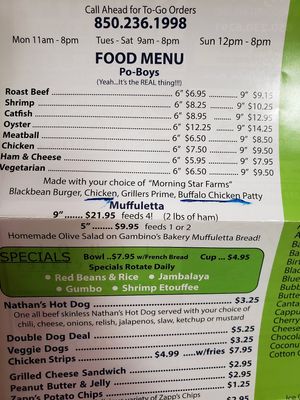 Call Ahead for To-Go Orders
850.236.1998
Mon 11am - 8pm Tues - Sat 9am - 8pm Sun 12pm - 8pm
FOOD MENU
Po-Boys
(Yeah...It's the REAL thing!!!)
Roast Beef 6" $6.95 9" $9.15
Shrimp 6" $8.25 9" $10.25
Catfish 6" $8.95 9" $12.95
Oyster 6" $12.25 9" $14.25
Meatball 6" $6.50 9" $8.50
Chicken 6" $7.50 9" $9.50
Ham & Cheese 6" $5.95 9" $7.95
Vegetarian 6" $6.50 9" $9.50
Made with your choice of "Morning Star Farms"
Blackbean Burger, Chicken, Grillers Prime, Buffalo Chicken Patty
Muffuletta
9" ...... $21.95 feeds 4! (2 lbs of ham)
5" ...... $9.95 feeds 1 or 2
Homemade Olive Salad on Gambino's Bakery Muffuletta Bread!
SPECIALS Bowl ..$7.95 w/French Bread Cup ... $4.95
Specials Rotate Daily
• Red Beans & Rice • Jambalaya
• Gumbo • Shrimp Etouffee
Nathan's Hot Dog $3.25
One all beef skinless Nathan's Hot Dog served with your choice of
chili, cheese, onions, relish, jalapenos, slaw, ketchup or mustard
Double Dog Deal $5.25
Veggie Dogs $3.25
Chicken Strips $4.99 .....w/fries $7.95
Grilled Cheese Sandwich $2.95
Peanut Butter & Jelly $2.95
Zapp's Potato Chips $1.25
variety of Zapp's Chips